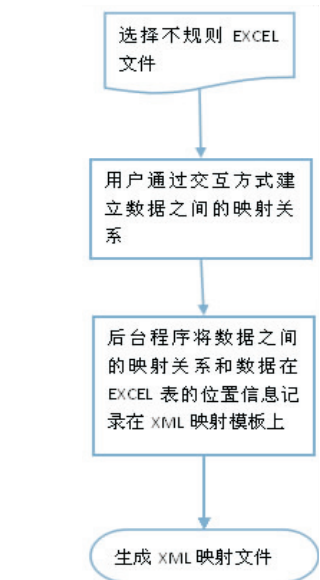 选择不规则 EXCEL
文件
用户通过交互方式建
立数据之间的映射关
系
后台程序将数据之间
的映射关系和数据在
EXCEL 表的位置信息记
录在 XML 映射模板上
生成 XML 映射文件